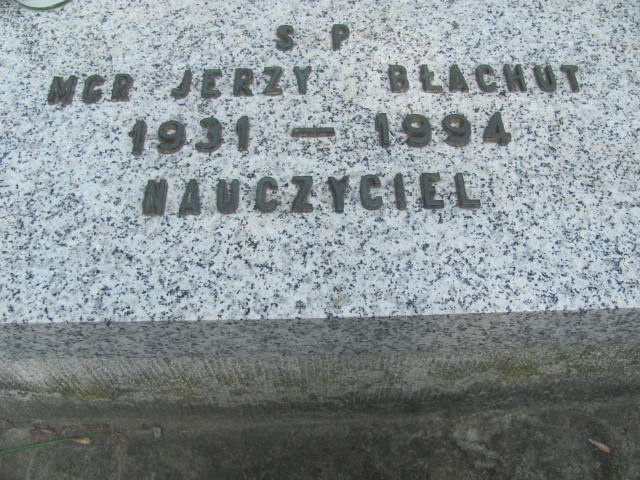 S P
MGR JERZY BŁACHUT
1931 – 1994
NAUCZYCIEL